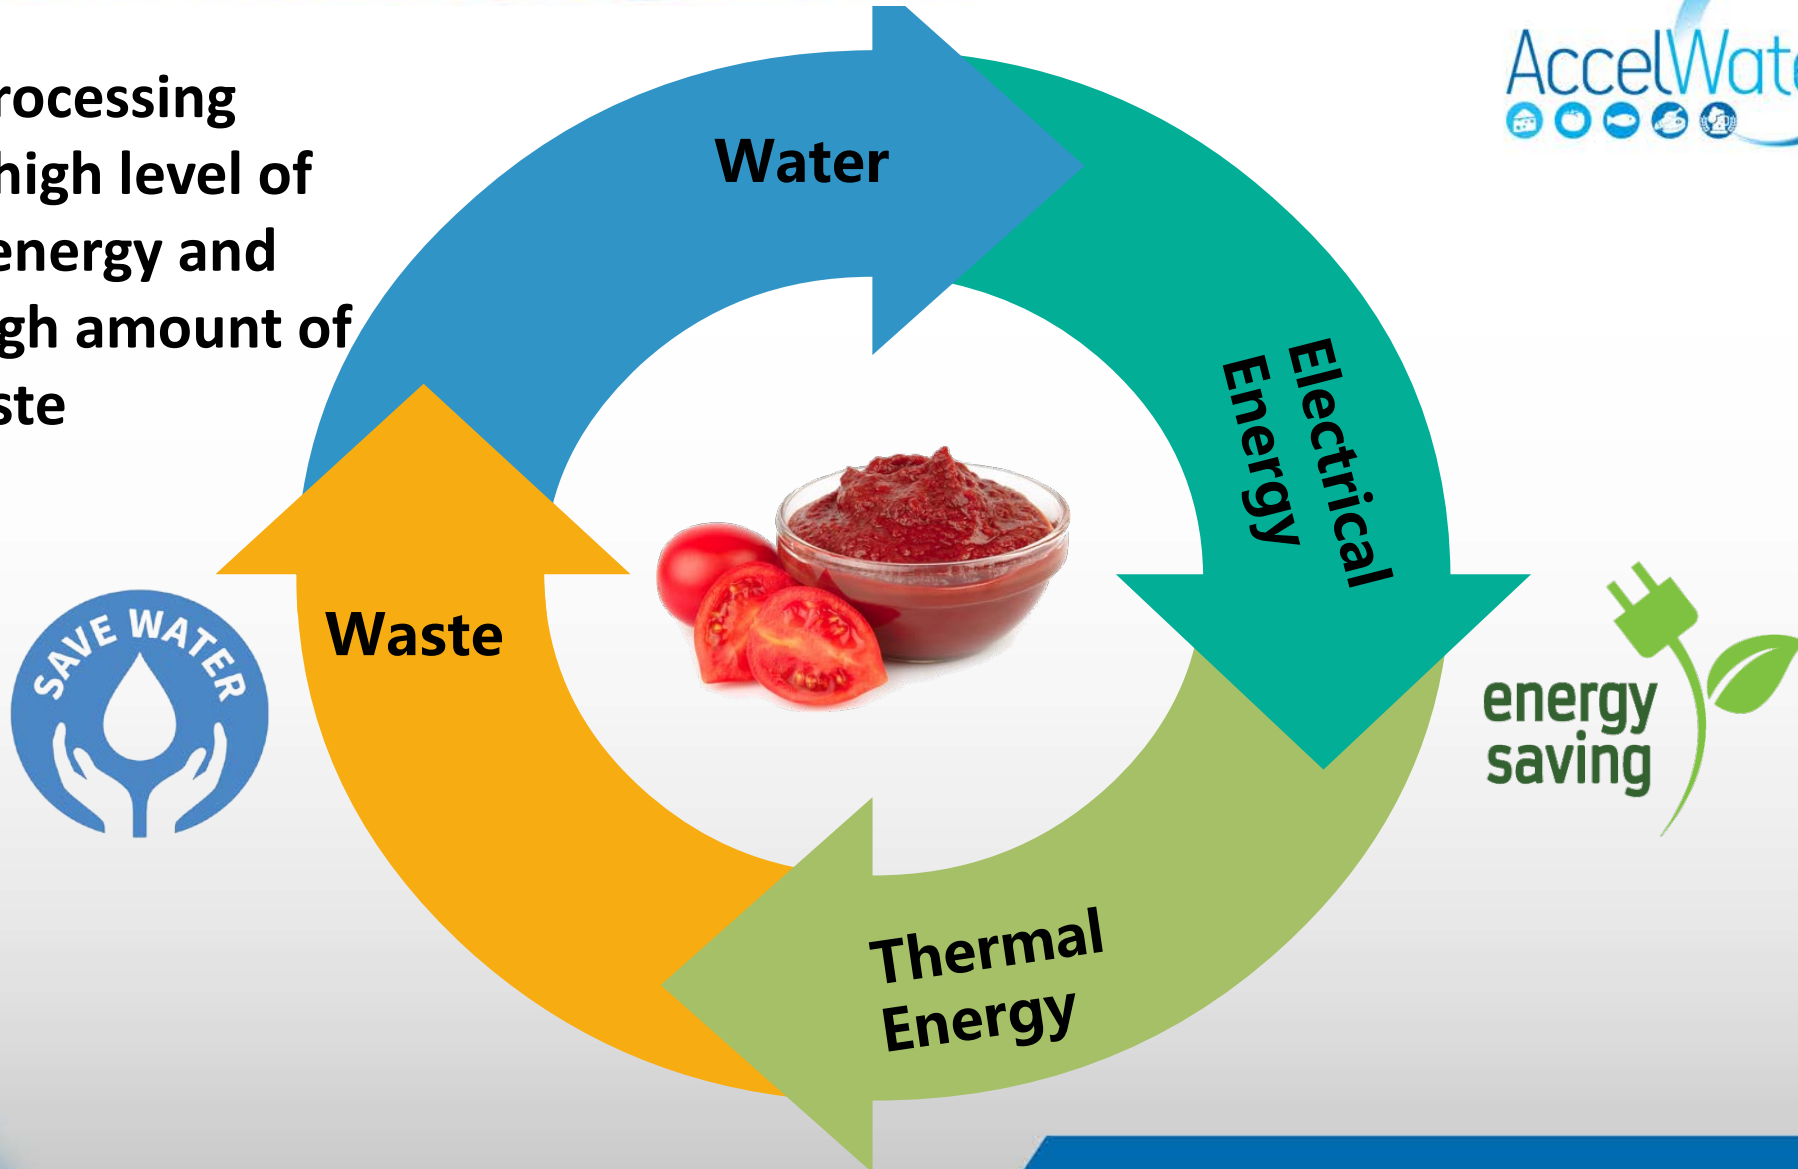 rocessing
high level of
energy and
gh amount of
ste
AccelWate
Water
Electrical
Energy
Waste
SAVE WATER
energy
saving
Thermal
Energy